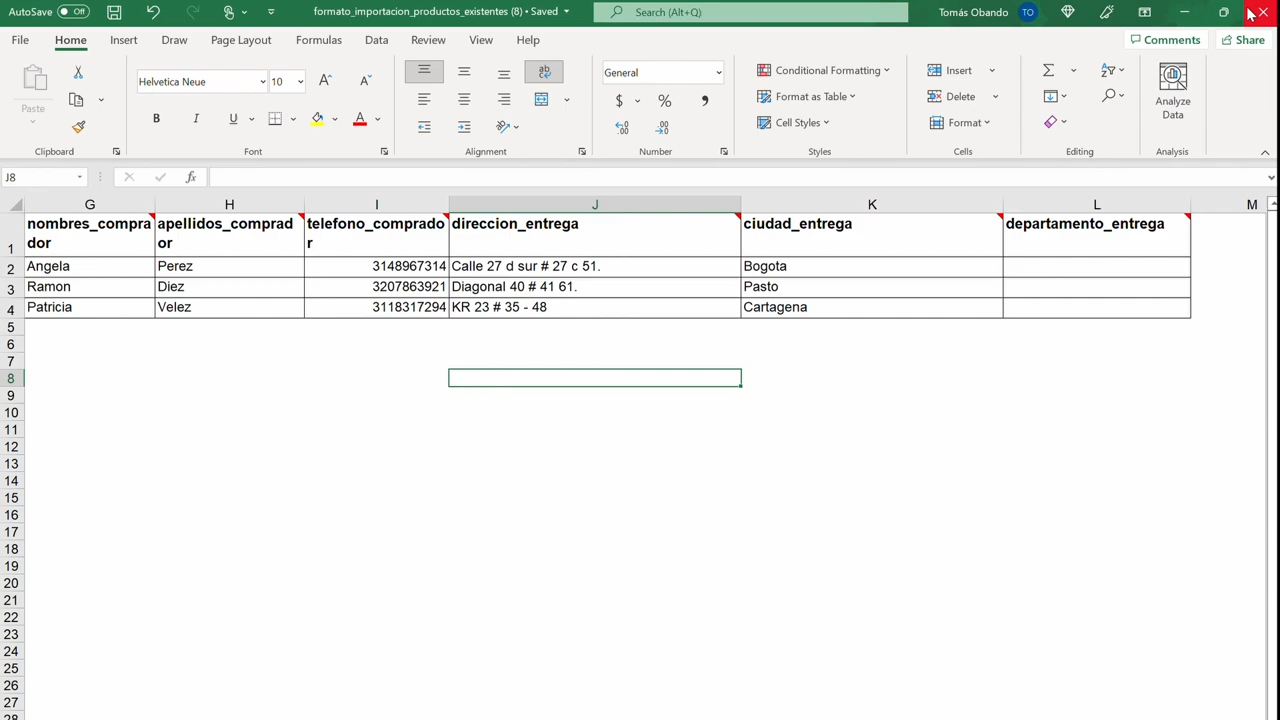 AutoSave Off formato_importacion_productos_existentes (8) • Saved Search (Alt+Q) Tomás Obando TO
File Home Insert Draw Page Layout Formulas Data Review View Help Comments Share
Helvetica Neue 10 General Conditional Formatting Insert
Paste Format as Table Delete Analyze Data
$ % Cell Styles Format
Clipboard Font Alignment Number Styles Cells Editing Analysis
J8 fx
G H I J K L M
1 nombres_comprador apellidos_comprador telefono_comprador direccion_entrega ciudad_entrega departamento_entrega
2 Angela Perez 3148967314 Calle 27 d sur # 27 c 51. Bogota
3 Ramon Diez 3207863921 Diagonal 40 # 41 61. Pasto
4 Patricia Velez 3118317294 KR 23 # 35 - 48 Cartagena
5
6
7
8
9
10
11
12
13
14
15
16
17
18
19
20
21
22
23
24
25
26
27
28